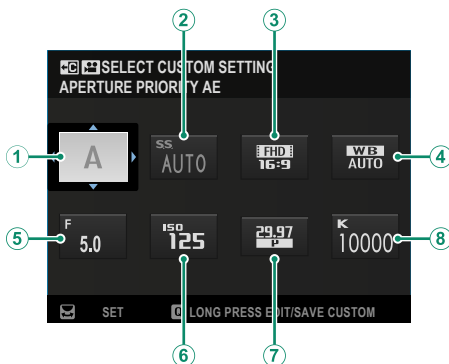 2
3
C SELECT CUSTOM SETTING
APERTURE PRIORITY AE
1
A
S.S. AUTO
FHD 16:9
WB AUTO
4
5
F 5.0
ISO 125
29.97 P
K 10000
8
SET
Q LONG PRESS EDIT/SAVE CUSTOM
6
7